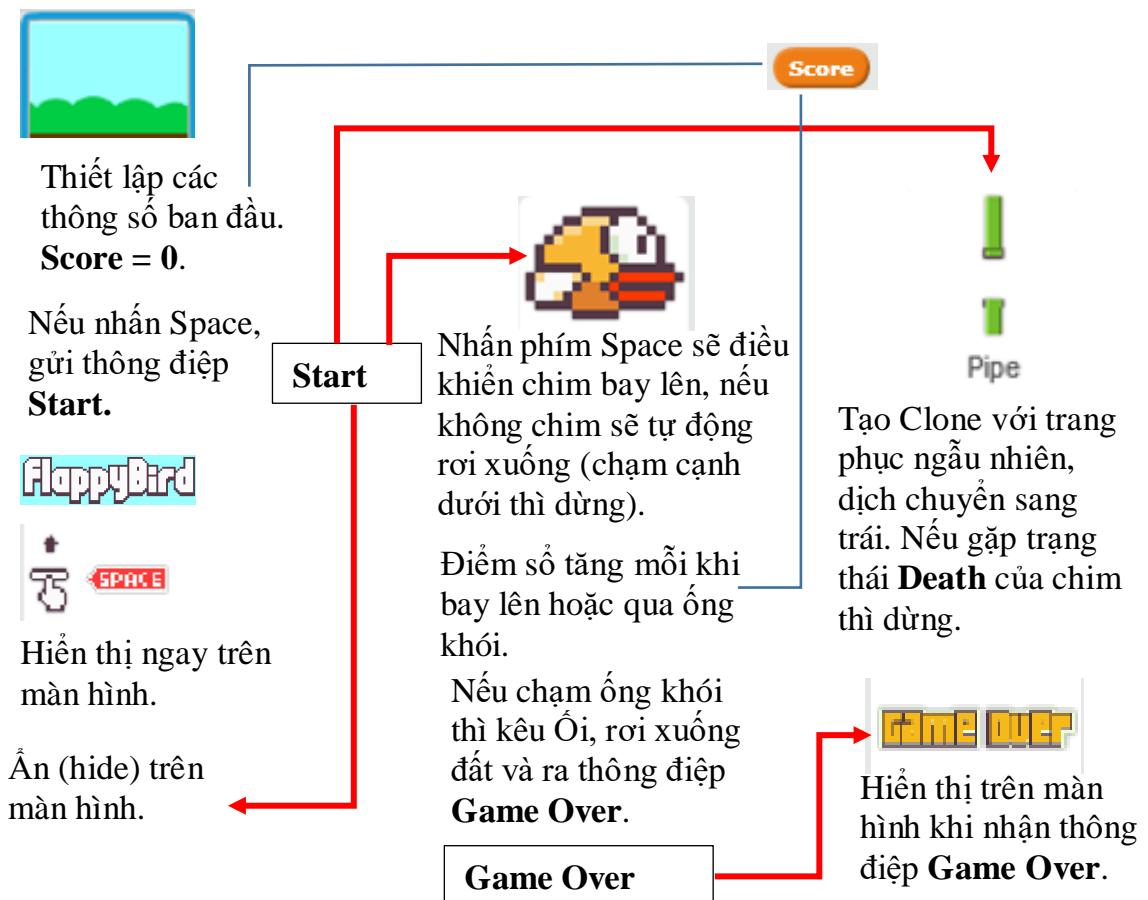 Score
Thiết lập các
thông số ban đầu.
Score = 0.
Nếu nhấn Space,
gửi thông điệp
Start.
FlappyBird
SPACE
Hiển thị ngay trên
màn hình.
Ẩn (hide) trên
màn hình.
Start
Nhấn phím Space sẽ điều
khiển chim bay lên, nếu
không chim sẽ tự động
rơi xuống (chạm cạnh
dưới thì dừng).
Điểm số tăng mỗi khi
bay lên hoặc qua ống
khói.
Nếu chạm ống khói
thì kêu Ối, rơi xuống
đất và ra thông điệp
Game Over.
Game Over
Pipe
Tạo Clone với trang
phục ngẫu nhiên,
dịch chuyển sang
trái. Nếu gặp trạng
thái Death của chim
thì dừng.
GAME OVER
Hiển thị trên màn
hình khi nhận thông
điệp Game Over.